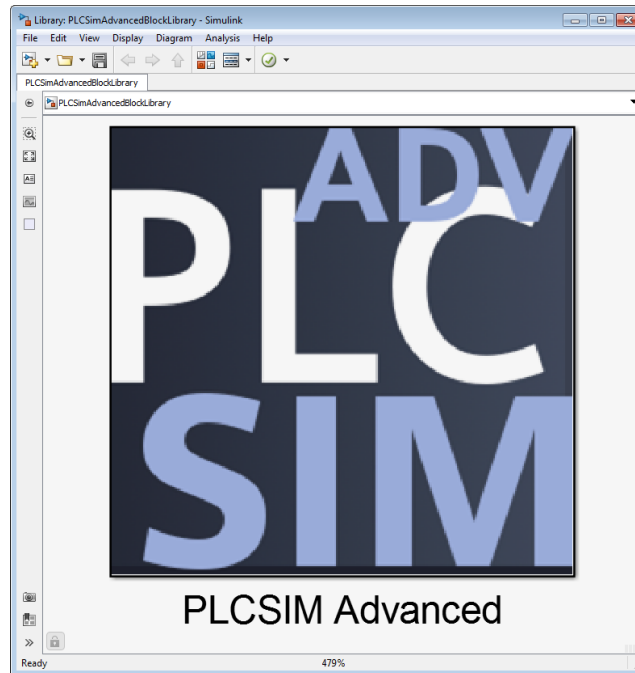 Library: PLCSimAdvancedBlockLibrary - Simulink
File Edit View Display Diagram Analysis Help
PLCSimAdvancedBlockLibrary
PLCSimAdvancedBlockLibrary
ADV
PLC
SIM
PLCSIM Advanced
Ready 479%